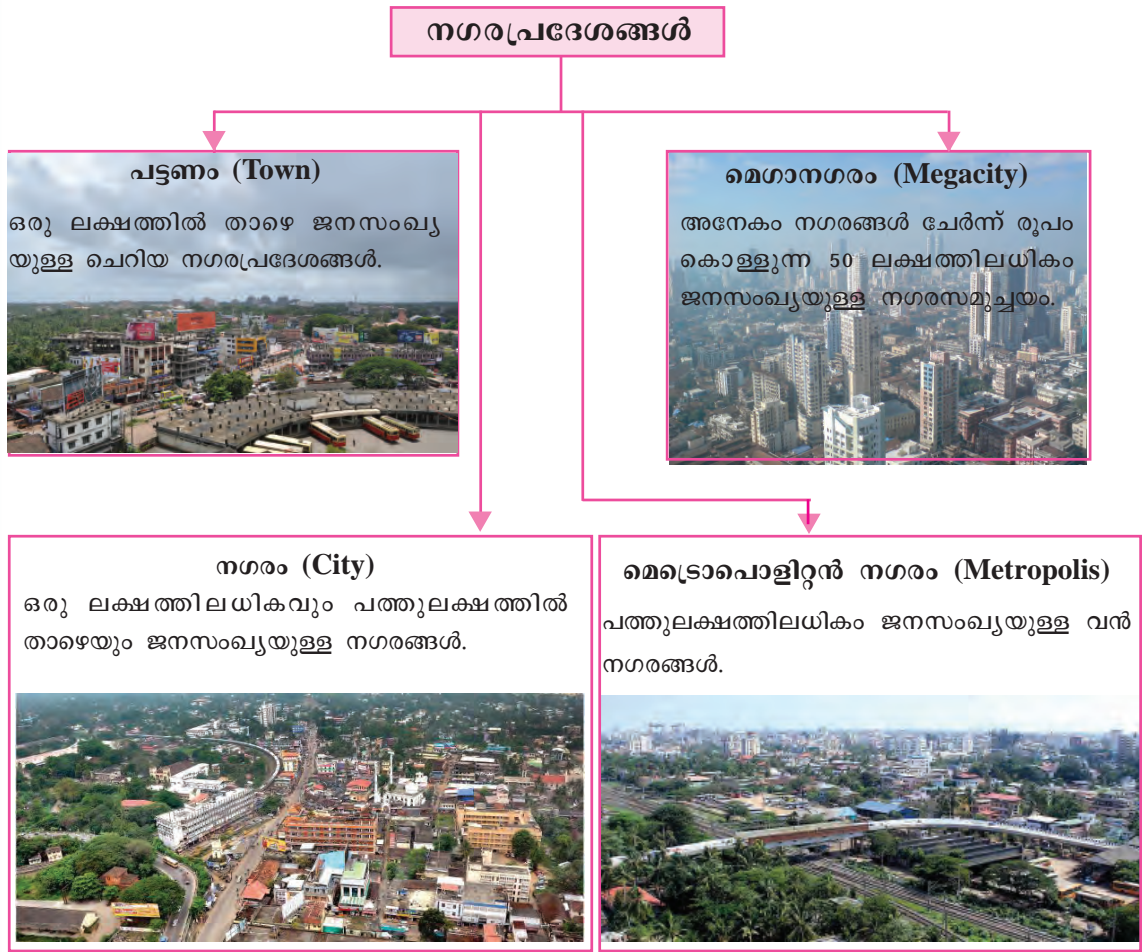 നഗരപ്രദേശങ്ങൾ
പട്ടണം (Town)
ഒരു ലക്ഷത്തിൽ താഴെ ജനസംഖ്യ
യുള്ള ചെറിയ നഗരപ്രദേശങ്ങൾ.
മെഗാനഗരം (Megacity)
അനേകം നഗരങ്ങൾ ചേർന്ന് രൂപം
കൊള്ളുന്ന 50 ലക്ഷത്തിലധികം
ജനസംഖ്യയുള്ള നഗരസമുച്ചയം.
നഗരം (City)
ഒരു ലക്ഷത്തിലധികവും പത്തുലക്ഷത്തിൽ
താഴെയും ജനസംഖ്യയുള്ള നഗരങ്ങൾ.
മെട്രൊപൊളിറ്റൻ നഗരം (Metropolis)
പത്തുലക്ഷത്തിലധികം ജനസംഖ്യയുള്ള വൻ
നഗരങ്ങൾ.